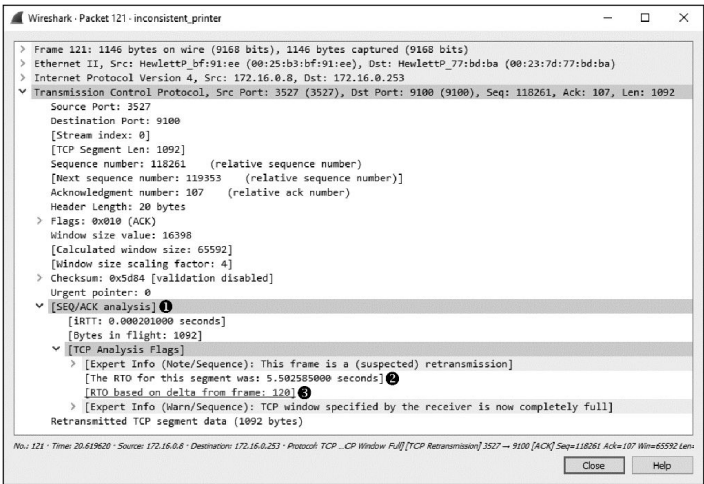 Wireshark · Packet 121 · inconsistent_printer
Frame 121: 1146 bytes on wire (9168 bits), 1146 bytes captured (9168 bits)
Ethernet II, Src: HewlettP_bf:91:ee (00:25:b3:bf:91:ee), Dst: HewlettP_77:bd:ba (00:23:7d:77:bd:ba)
Internet Protocol Version 4, Src: 172.16.0.8, Dst: 172.16.0.253
Transmission Control Protocol, Src Port: 3527 (3527), Dst Port: 9100 (9100), Seq: 118261, Ack: 107, Len: 1092
Source Port: 3527
Destination Port: 9100
[Stream index: 0]
[TCP Segment Len: 1092]
Sequence number: 118261 (relative sequence number)
[Next sequence number: 119353 (relative sequence number)]
Acknowledgment number: 107 (relative ack number)
Header Length: 20 bytes
Flags: 0x010 (ACK)
Window size value: 16398
[Calculated window size: 65592]
[Window size scaling factor: 4]
Checksum: 0x5d84 [validation disabled]
Urgent pointer: 0
[SEQ/ACK analysis] ❶
[iRTT: 0.000201000 seconds]
[Bytes in flight: 1092]
[TCP Analysis Flags]
[Expert Info (Note/Sequence): This frame is a (suspected) retransmission]
[The RTO for this segment was: 5.502585000 seconds] ❷
[RTO based on delta from frame: 120] ❸
[Expert Info (Warn/Sequence): TCP window specified by the receiver is now completely full]
Retransmitted TCP segment data (1092 bytes)
No.: 121 · Time: 20.619620 · Source: 172.16.0.8 · Destination: 172.16.0.253 · Protocol: TCP ...CP Window Full] [TCP Retransmission] 3527 → 9100 [ACK] Seq=118261 Ack=107 Win=65592 Len=
Close Help